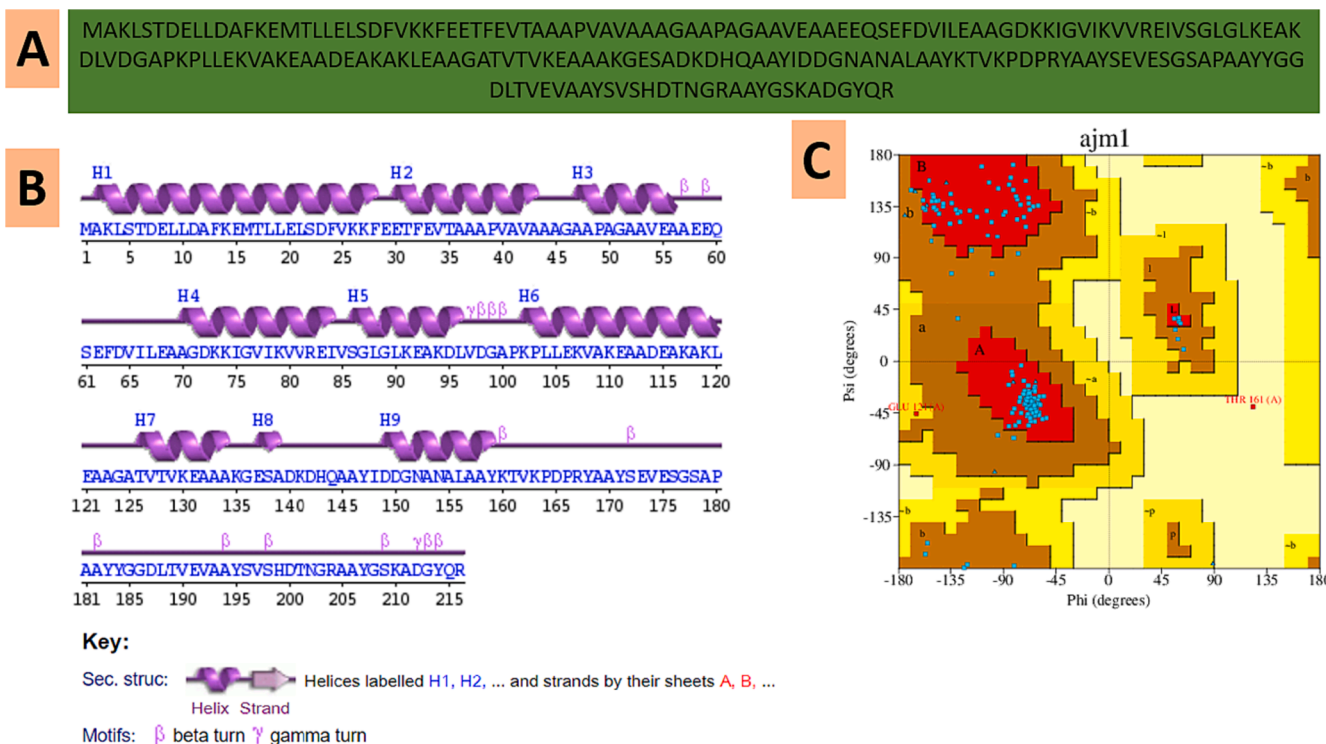 A
MAKLSTDELLDAFKEMTLLELSDFVKKFEETFEVTAAAPVAVAAAGAAPAGAAVEAAEEQSEFDVILEAAGDKKIGVIKVVREIVSGLGLKEAK
DLVDGAPKPLLEKVAKEAADEAKAKLEAAGATVTVKEAAAKGESADKDHQAAYIDDGNANALAAYKTVKPDPRYAAYSEVESGSAPAAYYGG
DLTVEVAAYSVSHDTNGRAAYGSKADGYQR
B
H1 H2 H3 β β
MAKLSTDELLDAFKEMTLLELSDFVKKFEETFEVTAAAPVAVAAAGAAPAGAAVEAAEEQ
1 5 10 15 20 25 30 35 40 45 50 55 60
H4 H5 γβββ H6
SEFDVILEAAGDKKIGVIKVVREIVSGLGLKEAKDLVDGAPKPLLEKVAKEAADEAKAKL
61 65 70 75 80 85 90 95 100 105 110 115 120
H7 H8 H9 β β
EAAGATVTVKEAAAKGESADKDHQAAYIDDGNANALAAYKTVKPDPRYAAYSEVESGSAP
121 125 130 135 140 145 150 155 160 165 170 175 180
β β β β γββ
AAYYGGDLTVEVAAYSVSHDTNGRAAYGSKADGYQR
181 185 190 195 200 205 210 215
Key:
Sec. struc: Helices labelled H1, H2, ... and strands by their sheets A, B, ...
Helix Strand
Motifs: β beta turn γ gamma turn
C
ajm1
180
B
~b
b
135
b
~b
~l
90
l
45
L
a
A
0
~a
-45
THR 161 (A)
-90
~b
~p
-135
b
p
~b
-180
-180 -135 -90 -45 0 45 90 135 180
Phi (degrees)
Psi (degrees)